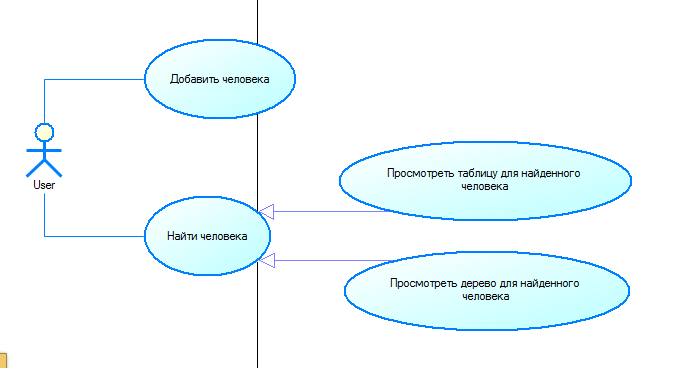 Добавить человека
User
Просмотреть таблицу для найденного
человека
Найти человека
Просмотреть дерево для найденного
человека